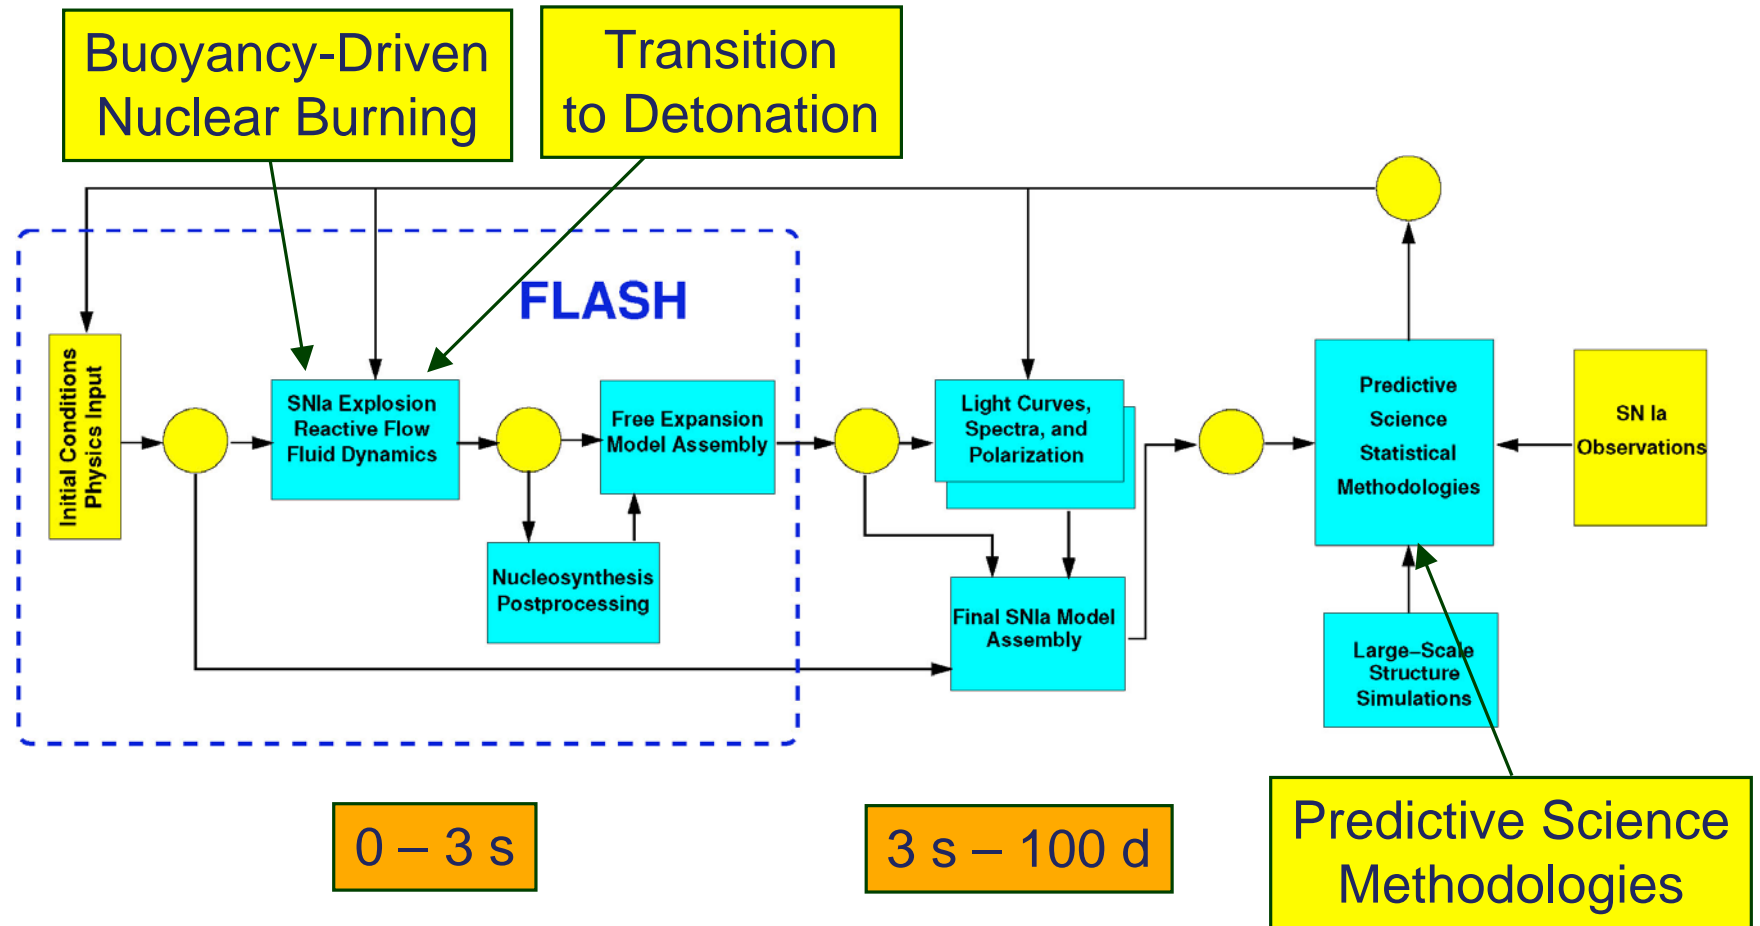 Buoyancy-Driven
Nuclear Burning
Transition
to Detonation
FLASH
Initial Conditions
Physics Input
SNIa Explosion
Reactive Flow
Fluid Dynamics
Free Expansion
Model Assembly
Nucleosynthesis
Postprocessing
Light Curves,
Spectra, and
Polarization
Final SNIa Model
Assembly
Predictive
Science
Statistical
Methodologies
SN Ia
Observations
Large–Scale
Structure
Simulations
0 – 3 s
3 s – 100 d
Predictive Science
Methodologies